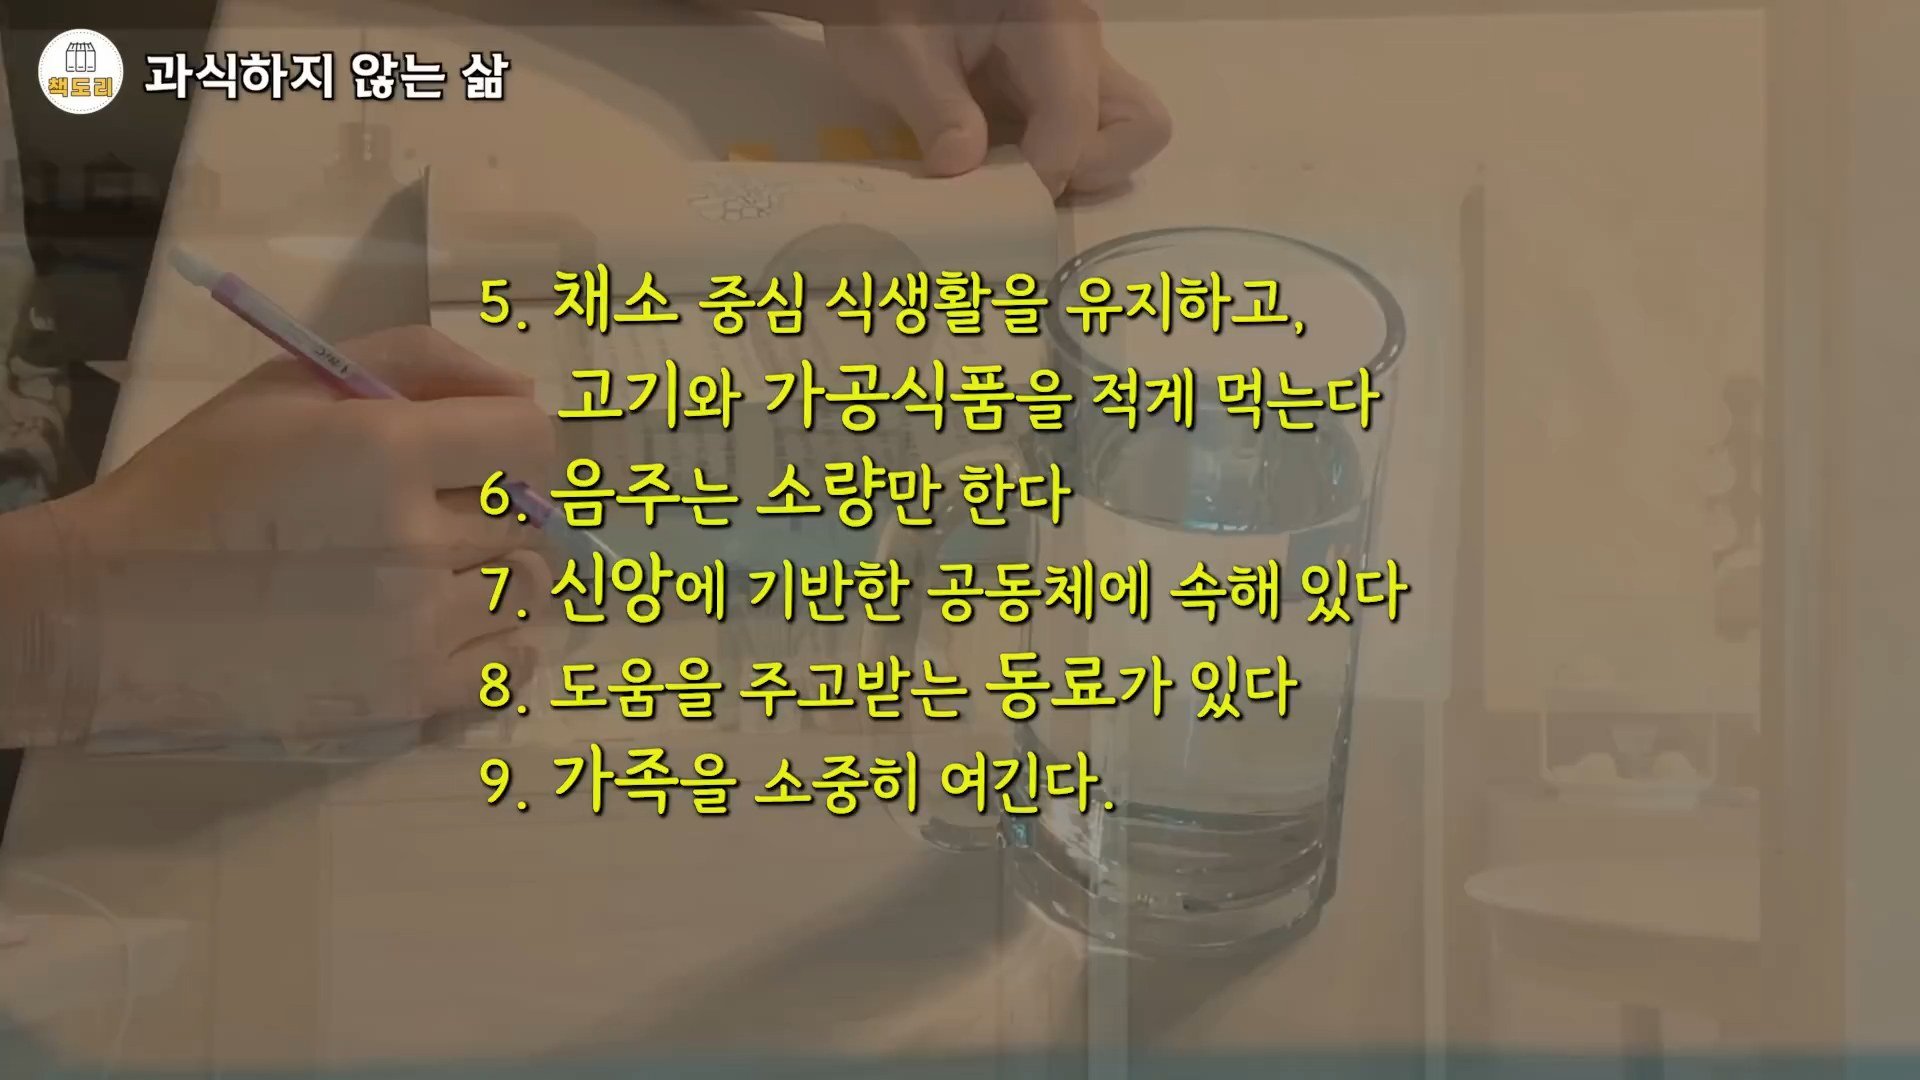 책도리
과식하지 않는 삶
5. 채소 중심 식생활을 유지하고,
고기와 가공식품을 적게 먹는다
6. 음주는 소량만 한다
7. 신앙에 기반한 공동체에 속해 있다
8. 도움을 주고받는 동료가 있다
9. 가족을 소중히 여긴다.